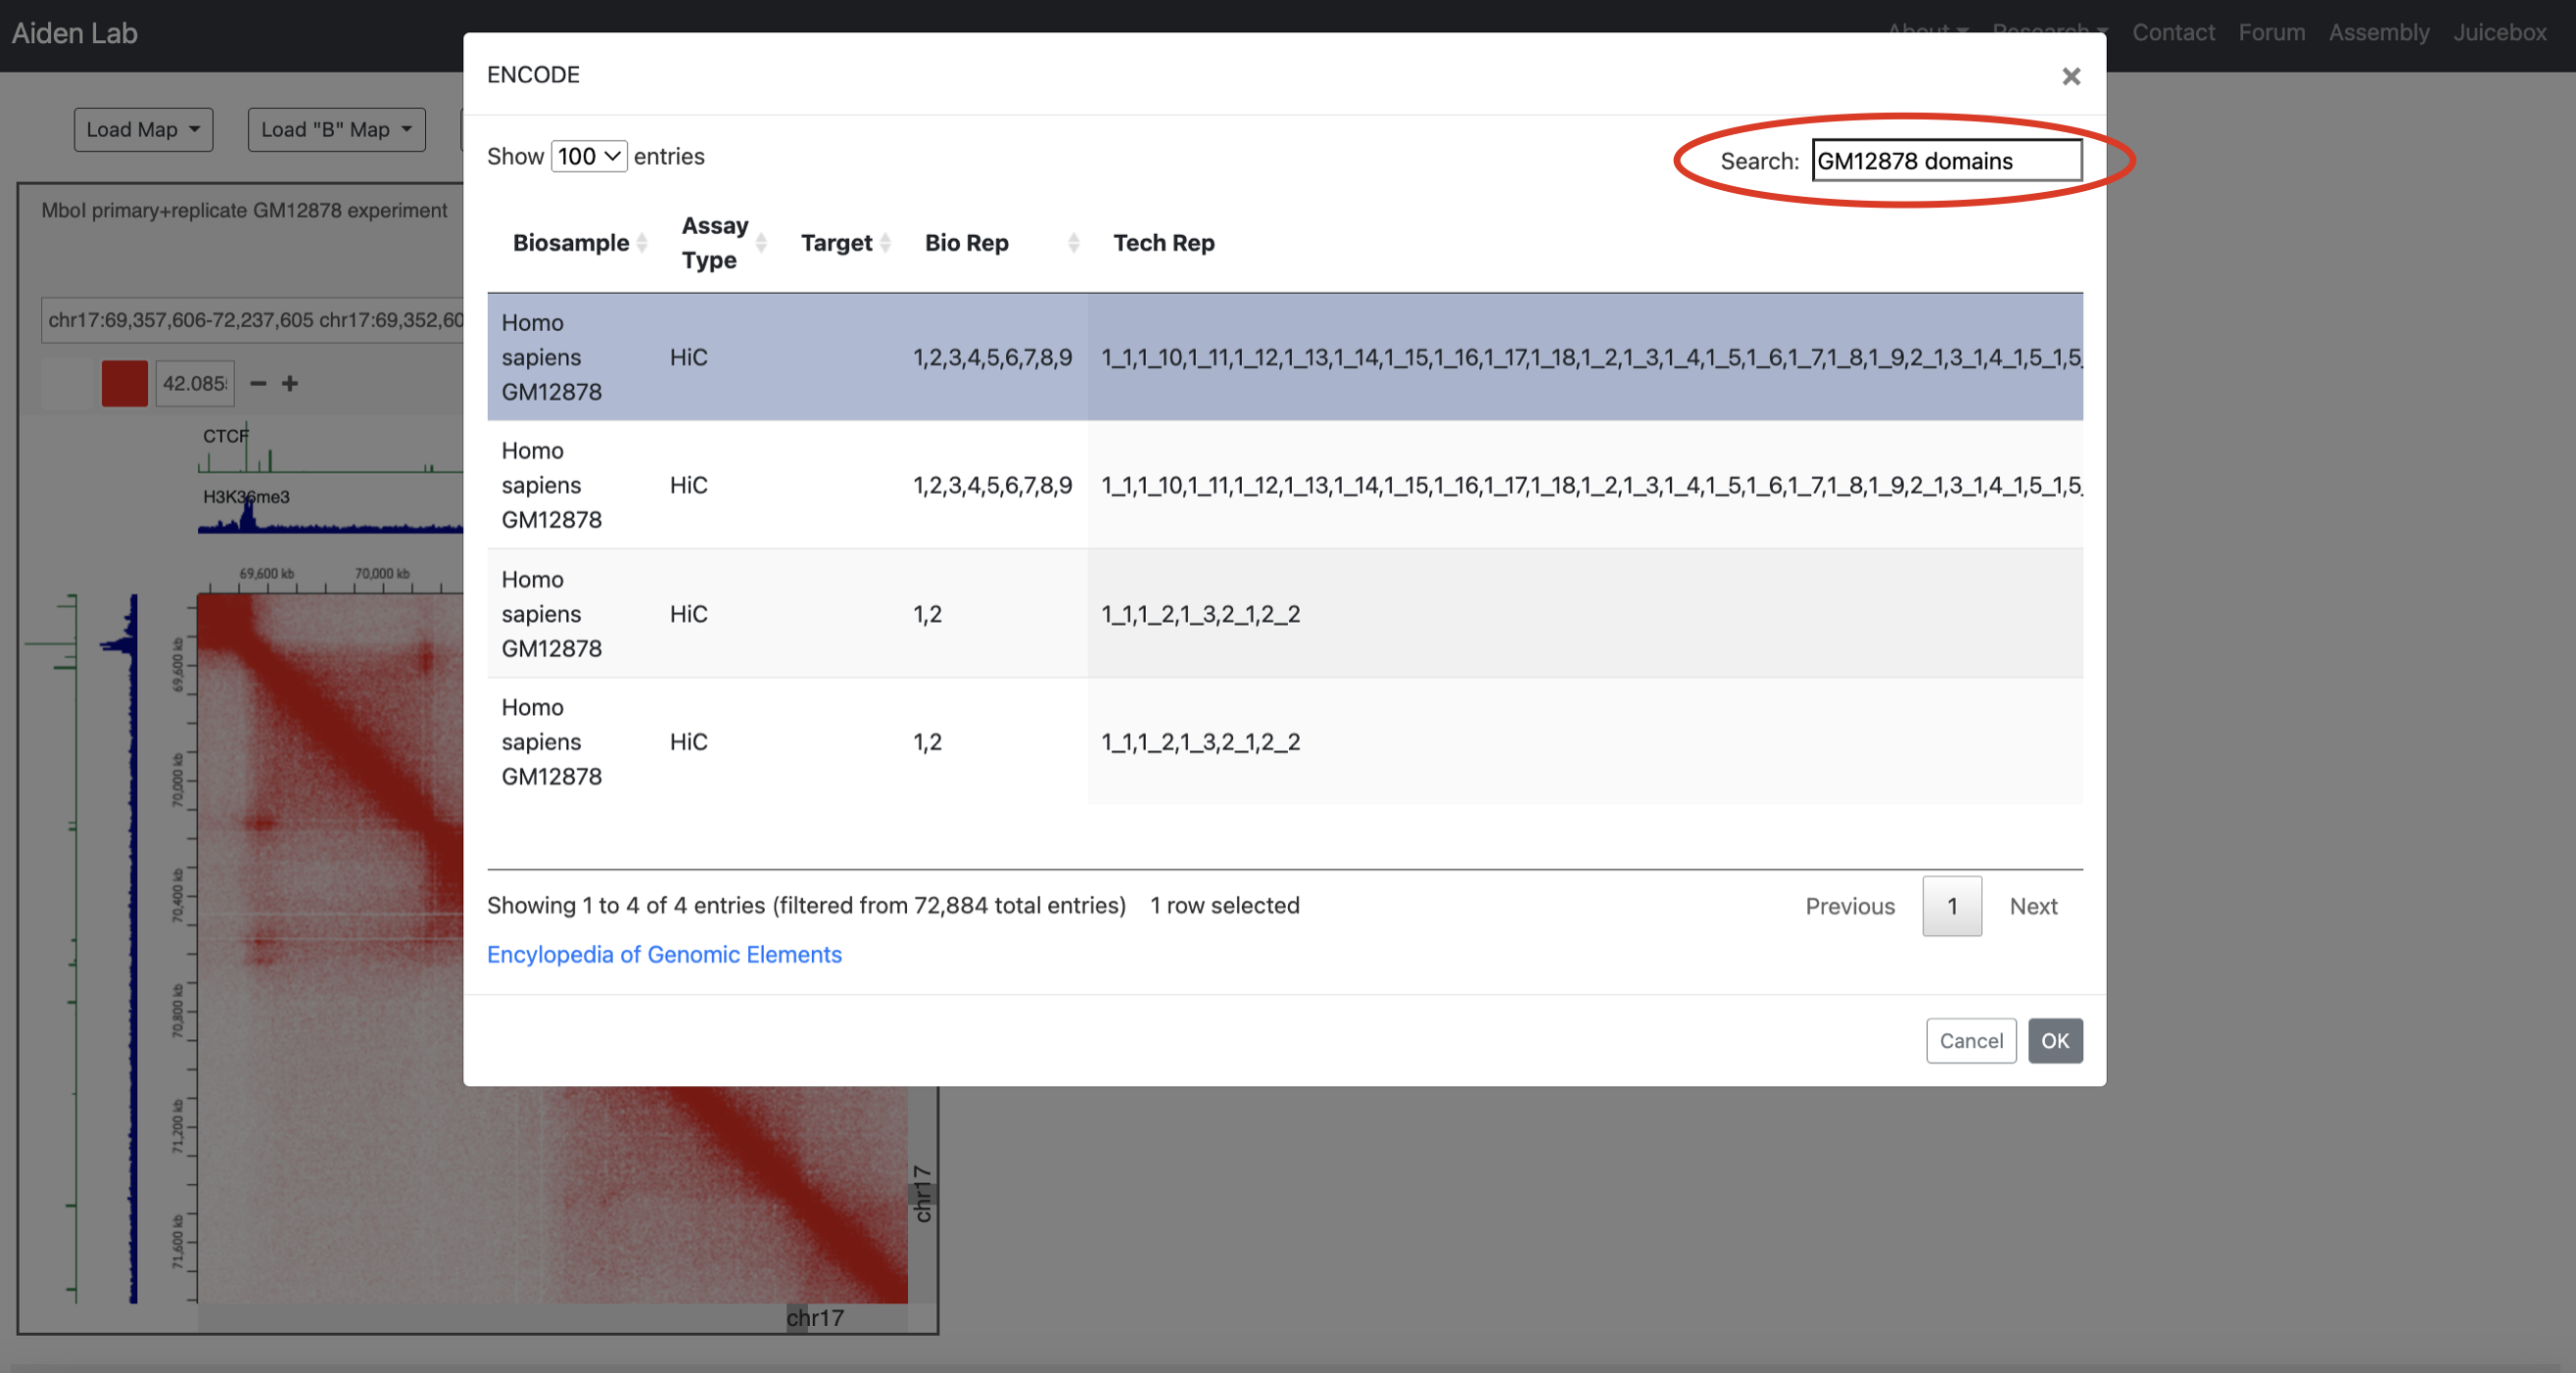 Aiden Lab
About Research Contact Forum Assembly Juicebox
Load Map Load "B" Map
MboI primary+replicate GM12878 experiment
chr17:69,357,606-72,237,605 chr17:69,352,60
42.085
CTCF
H3K36me3
69,600 kb 70,000 kb
69,600 kb
70,000 kb
70,400 kb
70,800 kb
71,200 kb
71,600 kb
chr17
chr17
ENCODE
×
Show 100 entries
Search: GM12878 domains
Biosample Assay Type Target Bio Rep Tech Rep
Homo
sapiens
GM12878
HiC 1,2,3,4,5,6,7,8,9 1_1,1_10,1_11,1_12,1_13,1_14,1_15,1_16,1_17,1_18,1_2,1_3,1_4,1_5,1_6,1_7,1_8,1_9,2_1,3_1,4_1,5_1,5_
Homo
sapiens
GM12878
HiC 1,2,3,4,5,6,7,8,9 1_1,1_10,1_11,1_12,1_13,1_14,1_15,1_16,1_17,1_18,1_2,1_3,1_4,1_5,1_6,1_7,1_8,1_9,2_1,3_1,4_1,5_1,5_
Homo
sapiens
GM12878
HiC 1,2 1_1,1_2,1_3,2_1,2_2
Homo
sapiens
GM12878
HiC 1,2 1_1,1_2,1_3,2_1,2_2
Showing 1 to 4 of 4 entries (filtered from 72,884 total entries) 1 row selected
Previous 1 Next
Encylopedia of Genomic Elements
Cancel OK